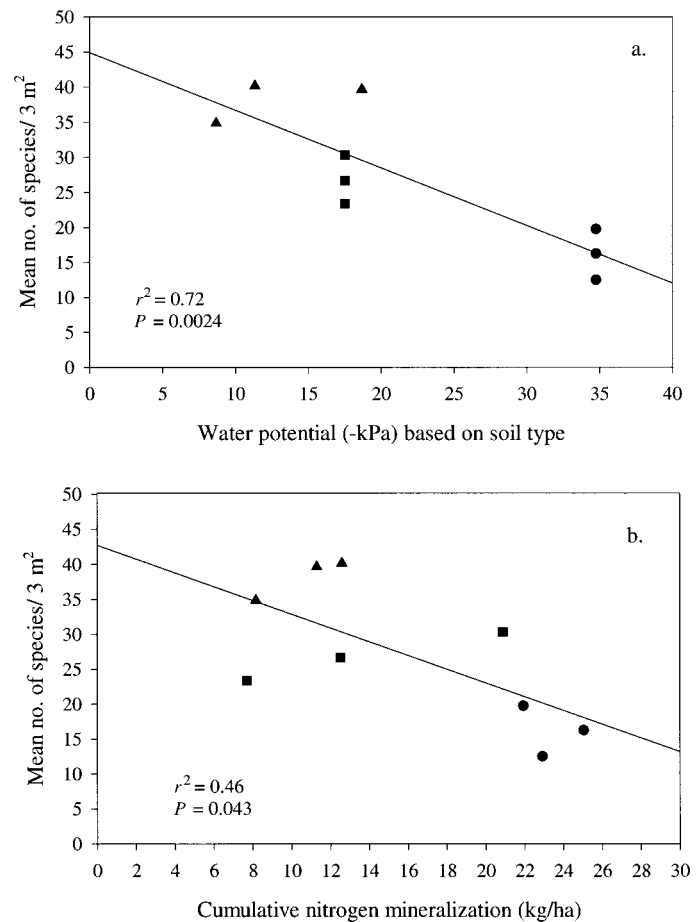 50
45
40
35
30
25
20
15
10
5
0
Mean no. of species/ 3 m²
a.
r² = 0.72
P = 0.0024
0 5 10 15 20 25 30 35 40
Water potential (-kPa) based on soil type
50
45
40
35
30
25
20
15
10
5
0
Mean no. of species/ 3 m²
b.
r² = 0.46
P = 0.043
0 2 4 6 8 10 12 14 16 18 20 22 24 26 28 30
Cumulative nitrogen mineralization (kg/ha)